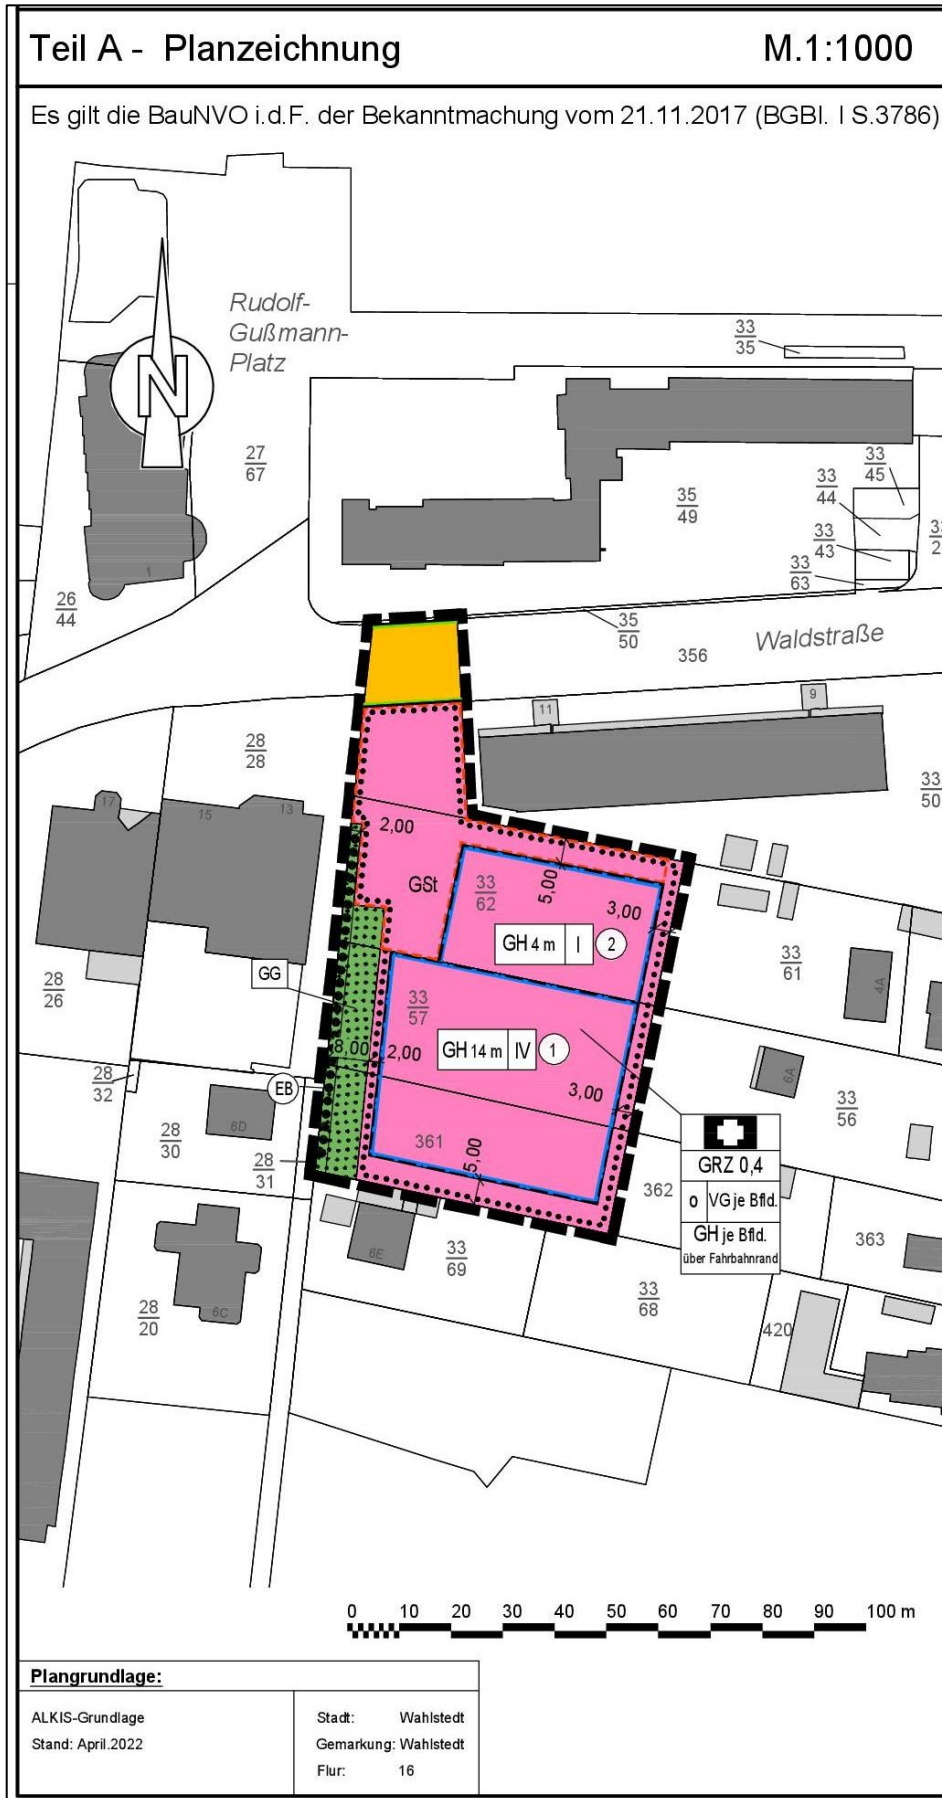 Teil A - Planzeichnung M.1:1000
Es gilt die BauNVO i.d.F. der Bekanntmachung vom 21.11.2017 (BGBl. I S.3786)
Rudolf-
Gußmann-
Platz
N
33
35
27
67
33
45
33
44
35
49
33
43
33
63
1
26
44
35
50
Waldstraße
356
9
11
28
28
33
50
17
15
13
2,00
GSt
33
62
5,00
3,00
GH 4 m I 2
33
61
4A
28
26
GG
33
57
8,00
2,00
GH 14 m IV 1
28
32
EB
3,00
6A
33
56
6D
28
30
28
31
361
5,00
362
GRZ 0,4
o VG je Bfld.
GH je Bfld.
über Fahrbahnrand
363
6E
33
69
28
20
6C
33
68
420
0 10 20 30 40 50 60 70 80 90 100 m
Plangrundlage:
ALKIS-Grundlage
Stand: April.2022
Stadt: Wahlstedt
Gemarkung: Wahlstedt
Flur: 16